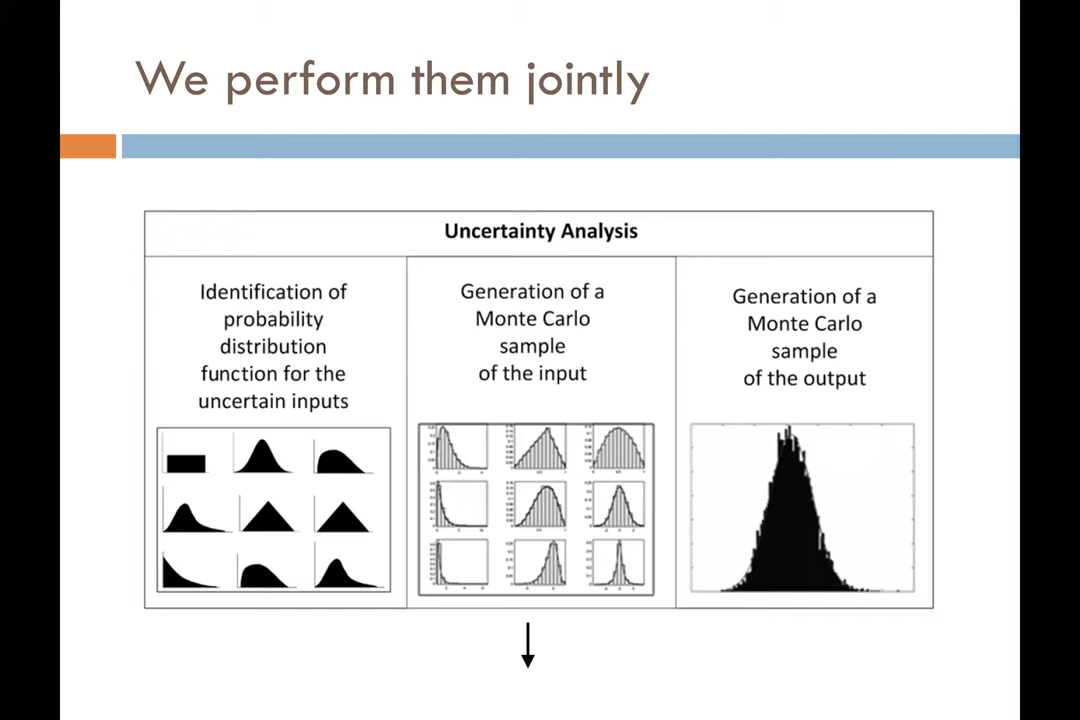 We perform them jointly
Uncertainty Analysis
Identification of
probability
distribution
function for the
uncertain inputs
Generation of a
Monte Carlo
sample
of the input
Generation of a
Monte Carlo
sample
of the output